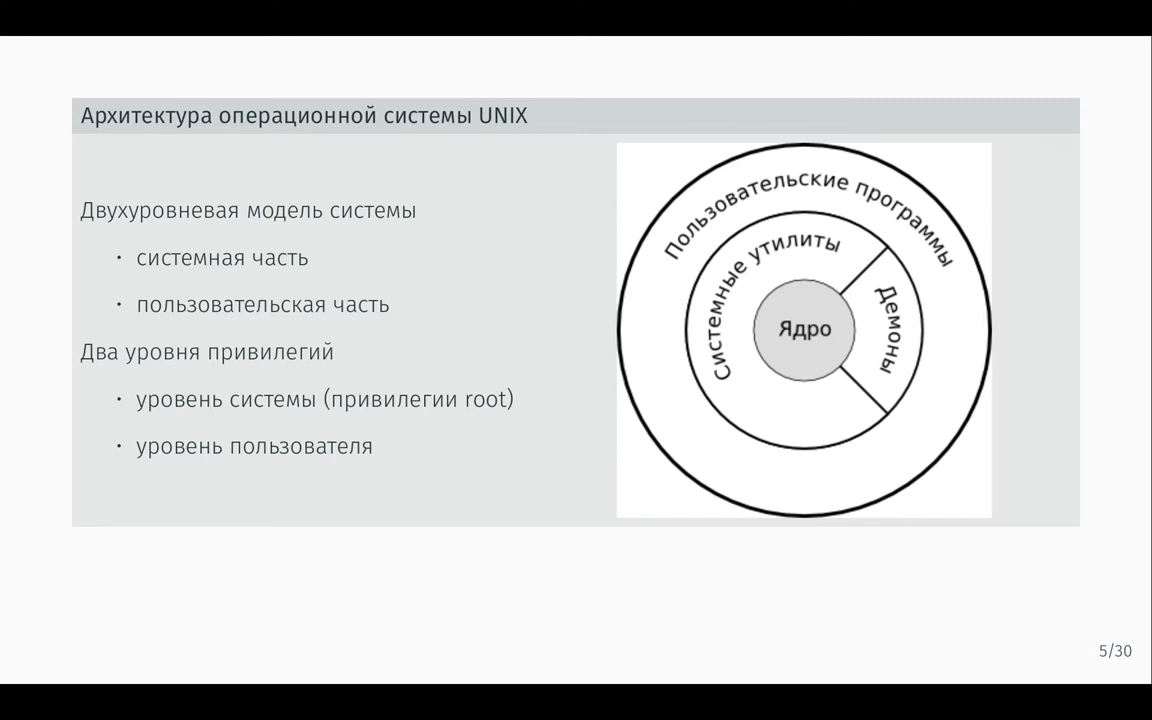 Архитектура операционной системы UNIX
Двухуровневая модель системы
• системная часть
• пользовательская часть
Два уровня привилегий
• уровень системы (привилегии root)
• уровень пользователя
Пользовательские программы
Системные утилиты
Демоны
Ядро
5/30